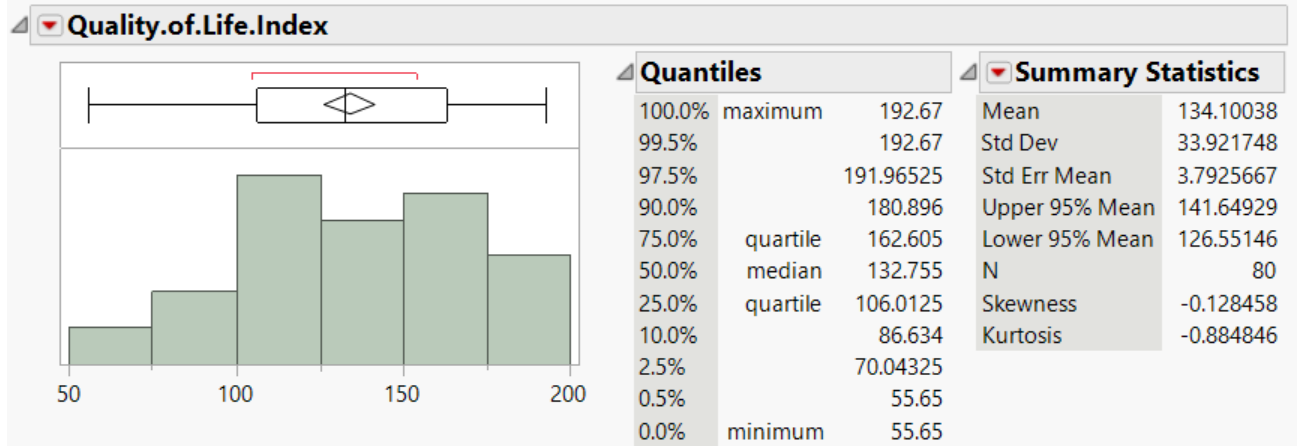 Quality.of.Life.Index
50 100 150 200
Quantiles
100.0% maximum 192.67
99.5% 192.67
97.5% 191.96525
90.0% 180.896
75.0% quartile 162.605
50.0% median 132.755
25.0% quartile 106.0125
10.0% 86.634
2.5% 70.04325
0.5% 55.65
0.0% minimum 55.65
Summary Statistics
Mean 134.10038
Std Dev 33.921748
Std Err Mean 3.7925667
Upper 95% Mean 141.64929
Lower 95% Mean 126.55146
N 80
Skewness -0.128458
Kurtosis -0.884846